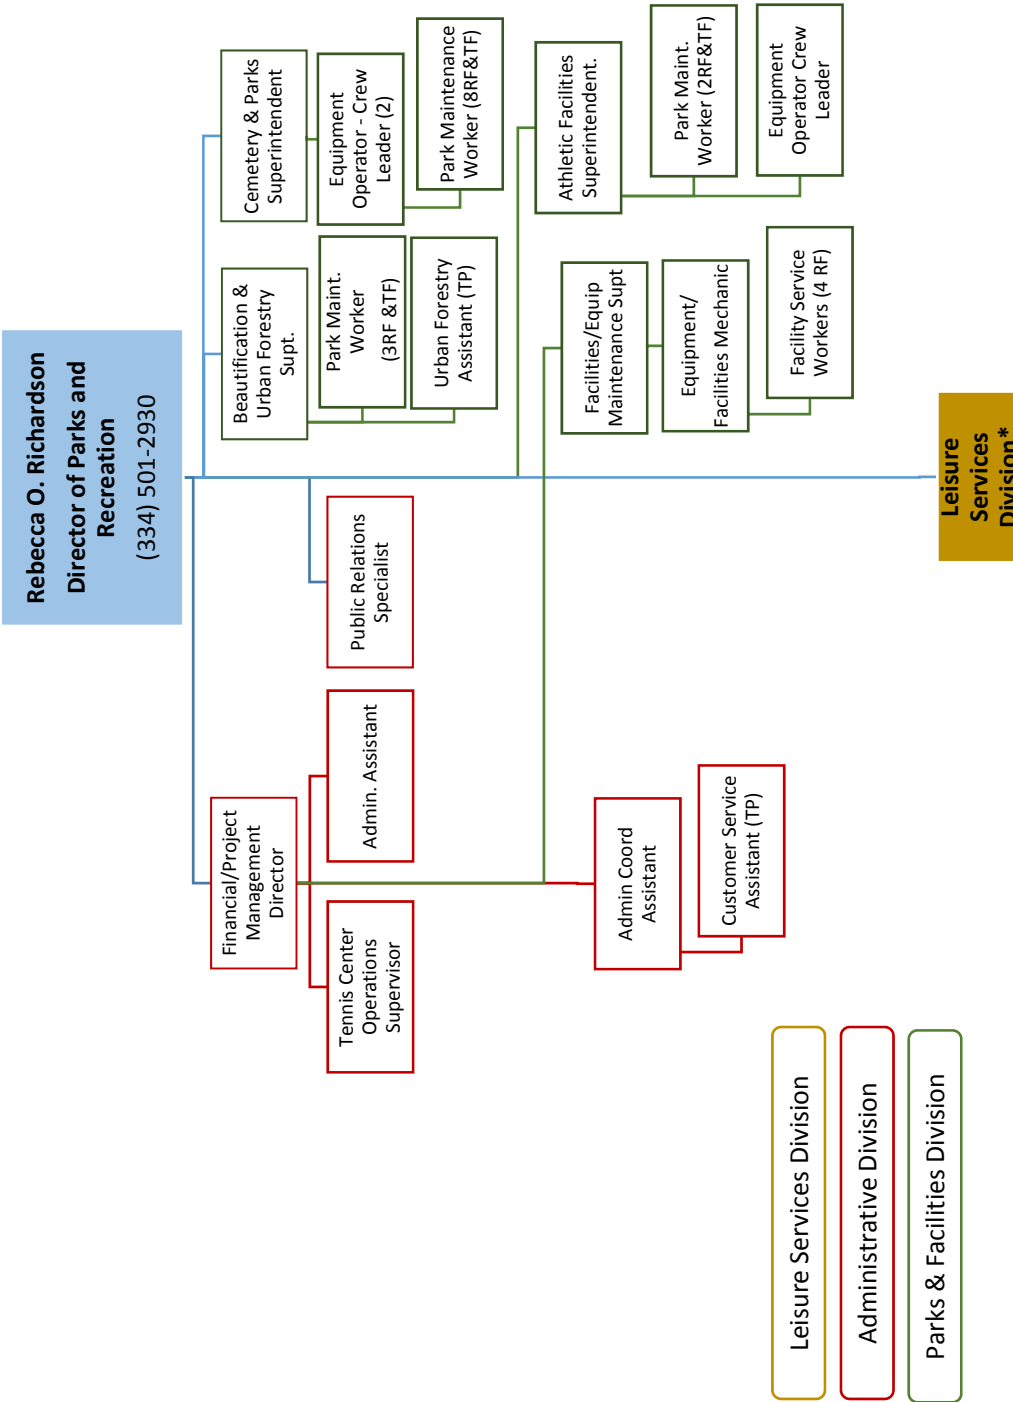 Rebecca O. Richardson
Director of Parks and
Recreation
(334) 501-2930
Financial/Project
Management
Director
Tennis Center
Operations
Supervisor
Admin. Assistant
Public Relations
Specialist
Admin Coord
Assistant
Customer Service
Assistant (TP)
Beautification &
Urban Forestry
Supt.
Park Maint.
Worker
(3RF &TF)
Urban Forestry
Assistant (TP)
Cemetery & Parks
Superintendent
Equipment
Operator - Crew
Leader (2)
Park Maintenance
Worker (8RF&TF)
Facilities/Equip
Maintenance Supt
Equipment/
Facilities Mechanic
Facility Service
Workers (4 RF)
Athletic Facilities
Superintendent.
Park Maint.
Worker (2RF&TF)
Equipment
Operator Crew
Leader
Leisure
Services
Division*
Leisure Services Division
Administrative Division
Parks & Facilities Division